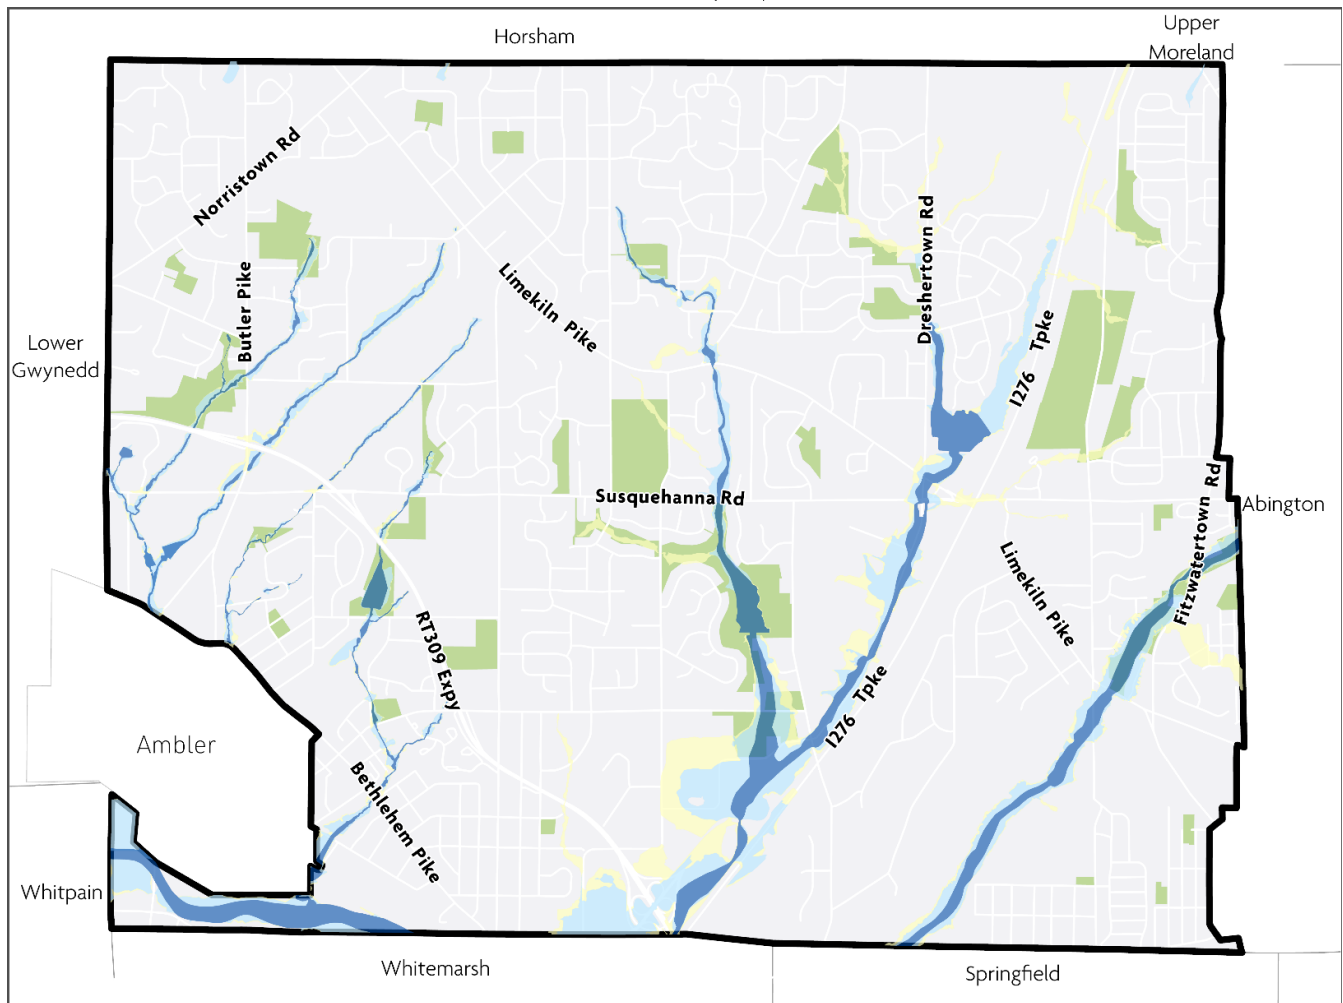 Horsham
Upper
Moreland
Norristown Rd
Butler Pike
Limekiln Pike
Dreshertown Rd
I276 Tpke
Lower
Gwynedd
Susquehanna Rd
Fitzwatertown Rd
Abington
Limekiln Pike
RT309 Expy
I276 Tpke
Ambler
Bethlehem Pike
Whitpain
Whitemarsh
Springfield